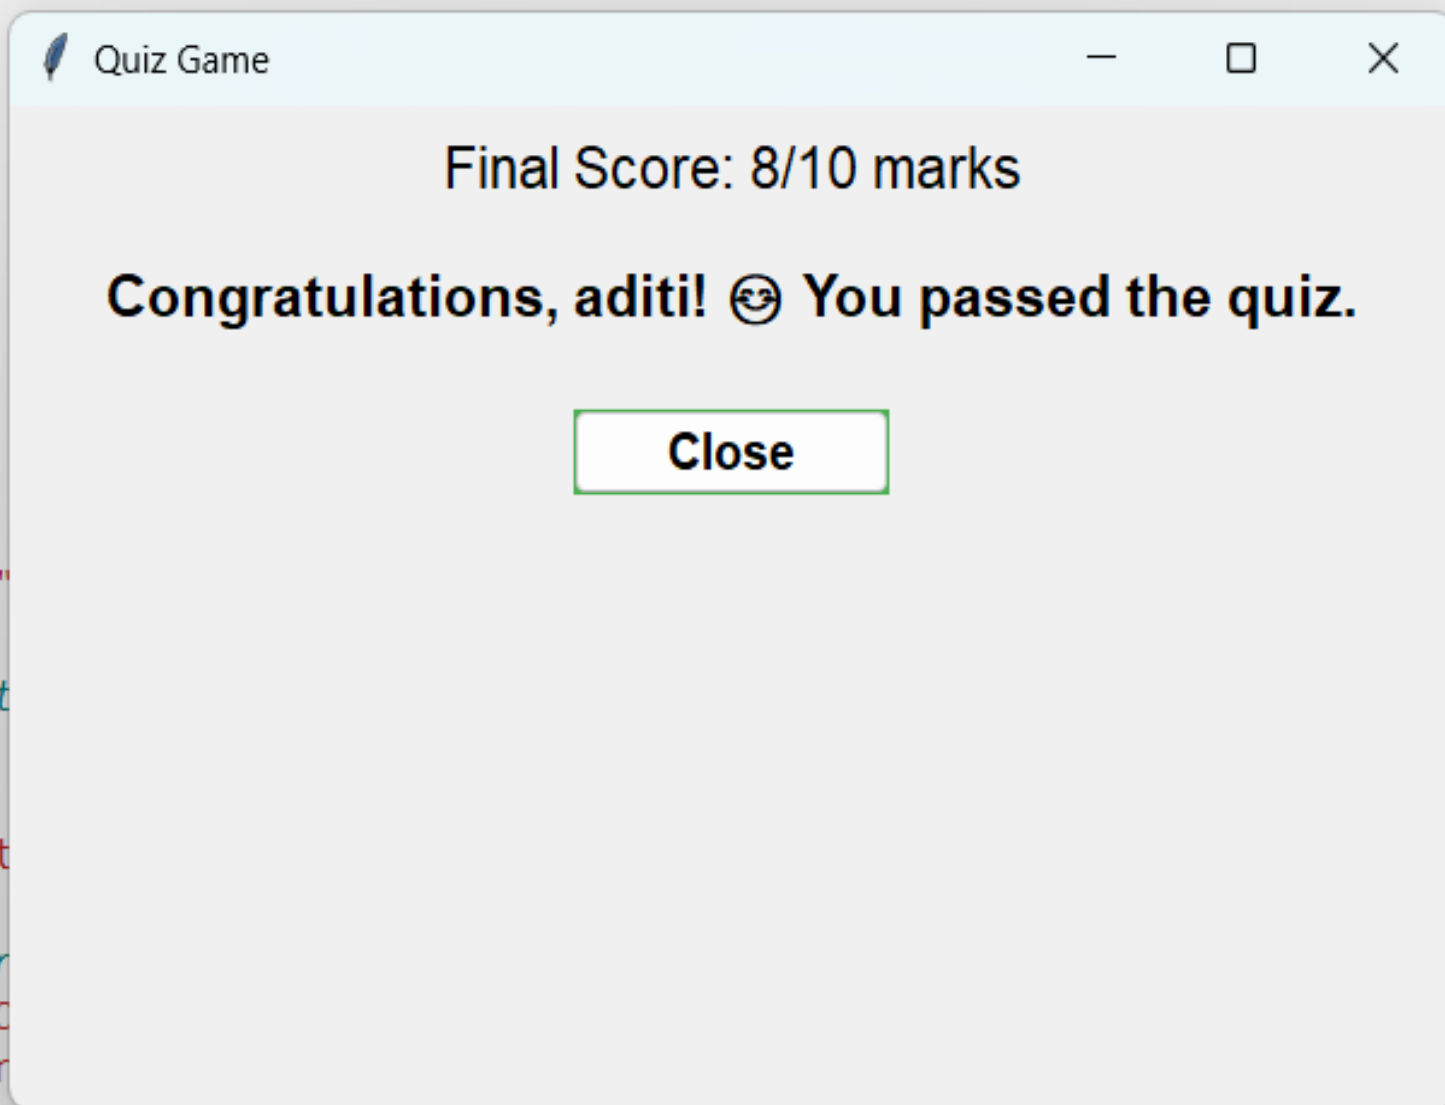 Quiz Game
Final Score: 8/10 marks
Congratulations, aditi! 😊 You passed the quiz.
Close